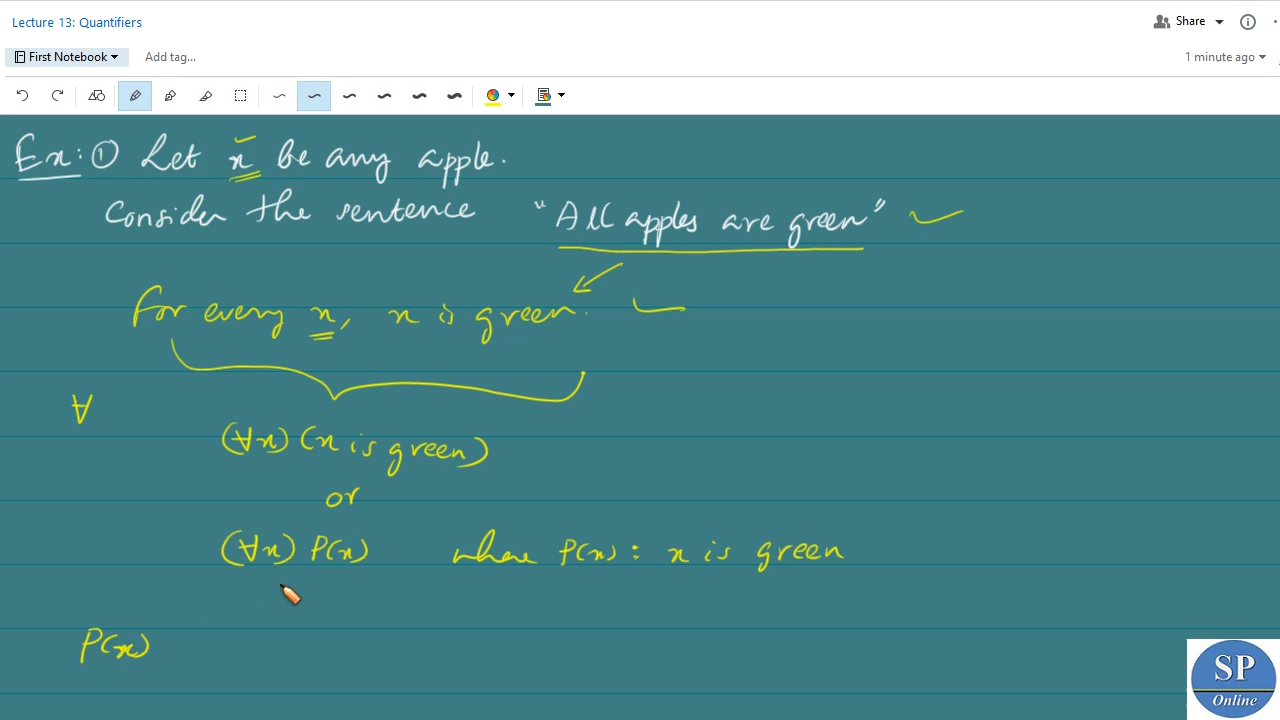 Lecture 13: Quantifiers
Share
First Notebook Add tag... 1 minute ago
Ex: ① Let x be any apple.
Consider the sentence "All apples are green"
For every x, x is green.
∀
(∀x) (x is green)
or
(∀x) P(x) where P(x) : x is green
P(x)
SP
Online